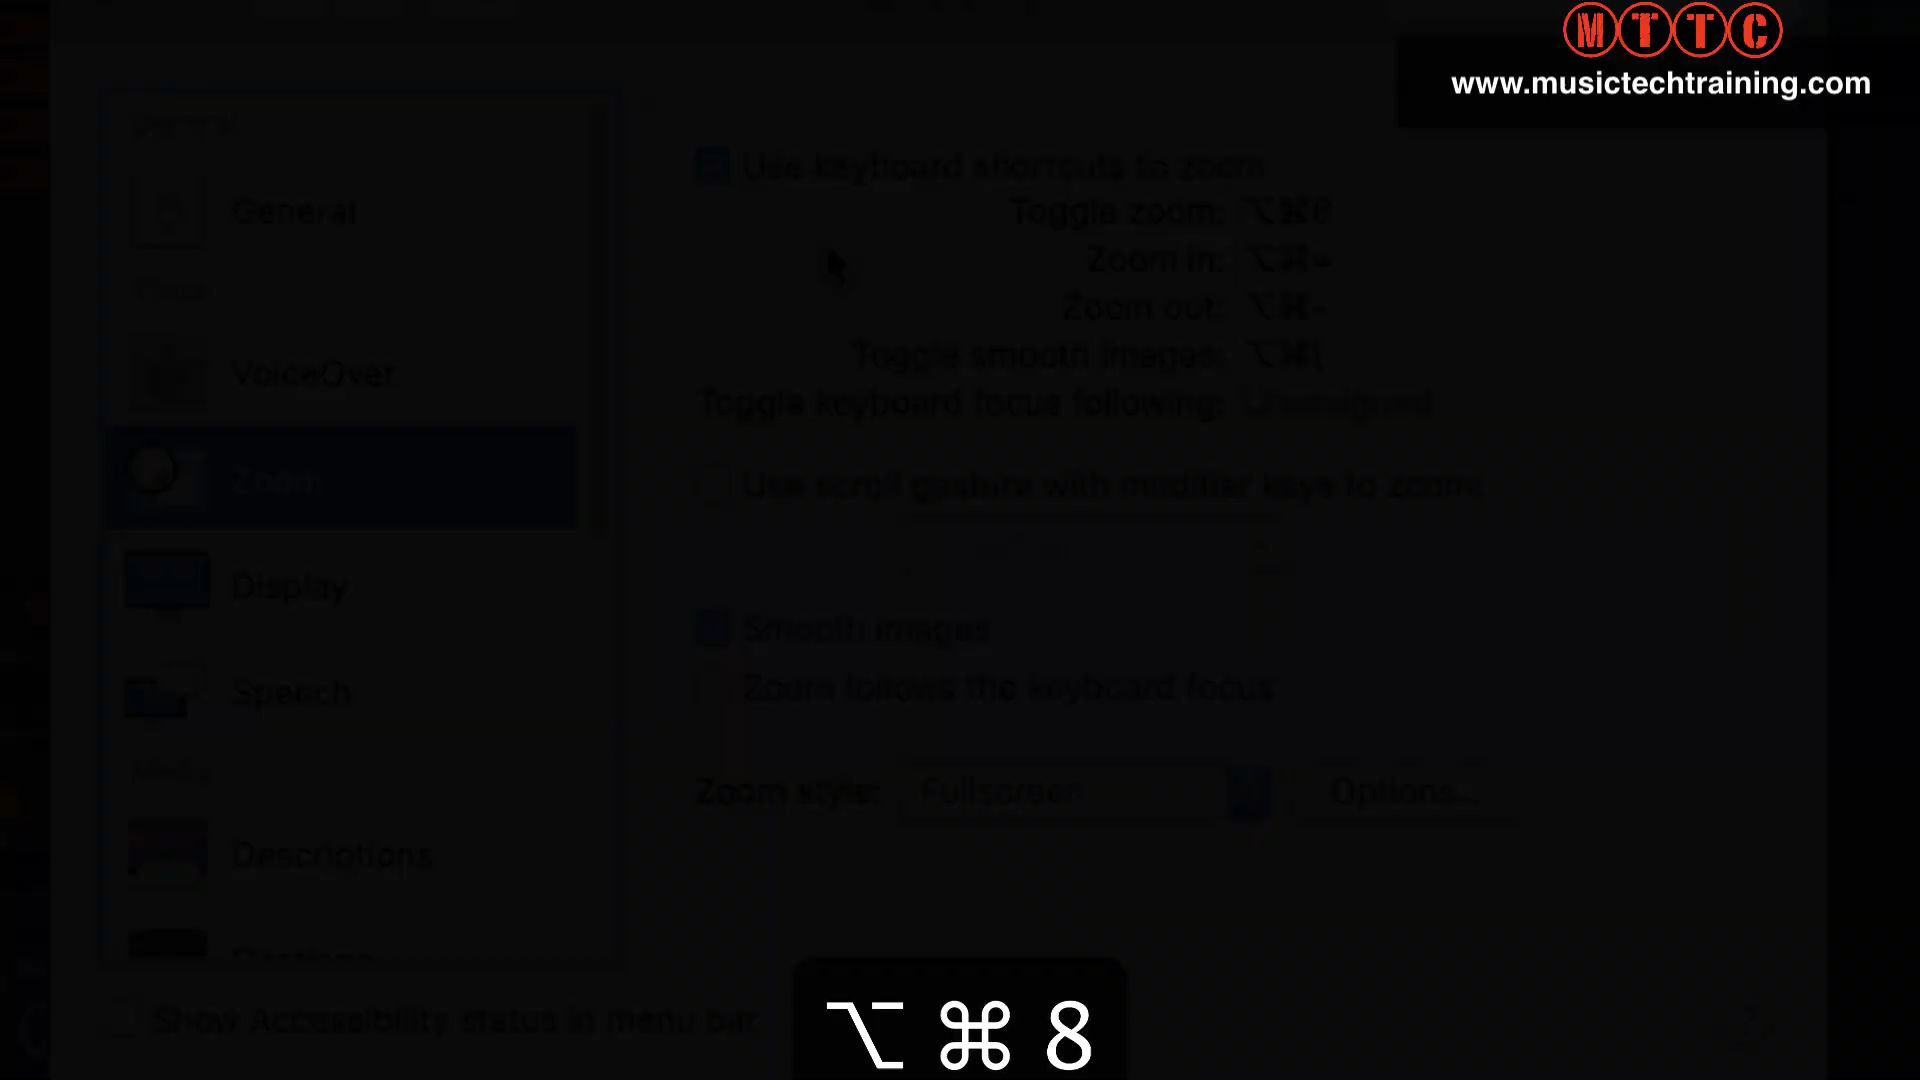 MTTC
www.musictechtraining.com
General
General
VoiceOver
Zoom
Display
Speech
Descriptions
Use keyboard shortcuts to zoom
Toggle zoom: ⌥⌘8
Zoom in: ⌥⌘=
Zoom out: ⌥⌘-
Toggle smooth images: ⌥⌘\
Toggle keyboard focus following: Unassigned
Use scroll gesture with modifier keys to zoom:
Smooth images
Zoom follows the keyboard focus
Zoom style: Fullscreen Options...
Show Accessibility status in menu bar
⌥ ⌘ 8